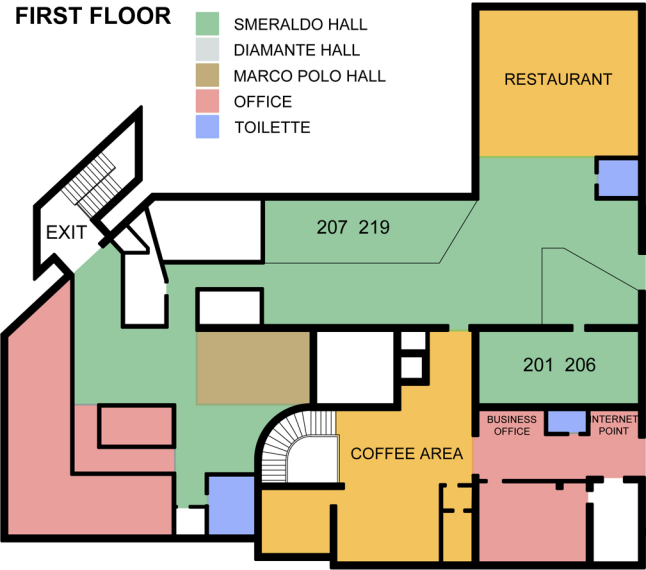 FIRST FLOOR
SMERALDO HALL
DIAMANTE HALL
MARCO POLO HALL
OFFICE
TOILETTE
RESTAURANT
EXIT
207 219
201 206
BUSINESS
OFFICE
INTERNET
POINT
COFFEE AREA